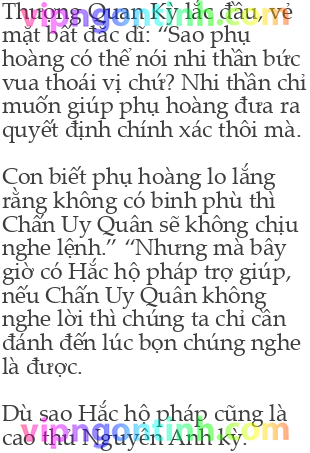 Thượng Quan Kỳ lắc đầu, vẻ
mặt bất đắc dĩ: “Sao phụ
hoàng có thể nói nhi thần bức
vua thoái vị chứ? Nhi thần chỉ
muốn giúp phụ hoàng đưa ra
quyết định chính xác thôi mà.
Con biết phụ hoàng lo lắng
rằng không có binh phù thì
Chấn Uy Quân sẽ không chịu
nghe lệnh.” “Nhưng mà bây
giờ có Hắc hộ pháp trợ giúp,
nếu Chấn Uy Quân không
nghe lời thì chúng ta chỉ cần
đánh đến lúc bọn chúng nghe
là được.
Dù sao Hắc hộ pháp cũng là
cao thủ Nguyên Anh kỳ.
vipngontinh.com
vipngontinh.com